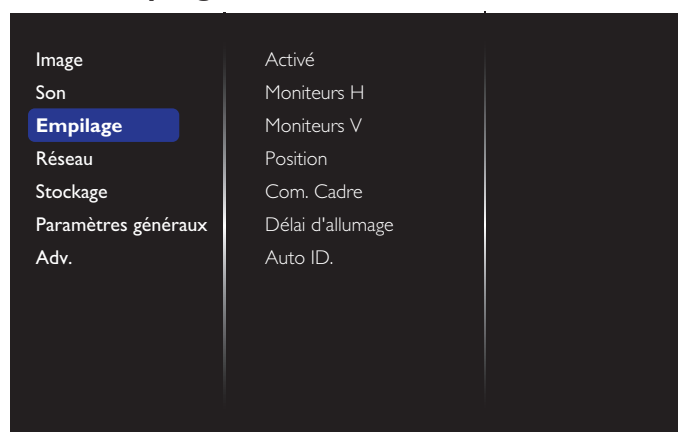 Image
Son
Empilage
Réseau
Stockage
Paramètres généraux
Adv.
Activé
Moniteurs H
Moniteurs V
Position
Com. Cadre
Délai d'allumage
Auto ID.